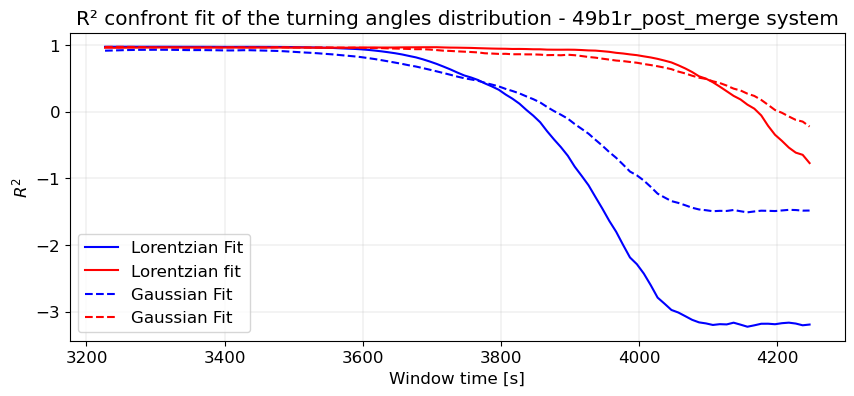 R² confront fit of the turning angles distribution - 49b1r_post_merge system
1
0
−1
−2
−3
R²
Lorentzian Fit
Lorentzian fit
Gaussian Fit
Gaussian Fit
3200 3400 3600 3800 4000 4200
Window time [s]